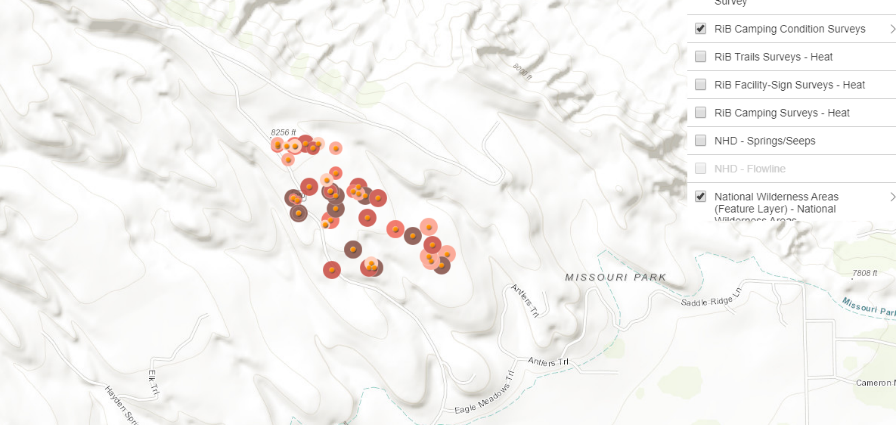 Survey
RiB Camping Condition Surveys
RiB Trails Surveys - Heat
RiB Facility-Sign Surveys - Heat
RiB Camping Surveys - Heat
NHD - Springs/Seeps
NHD - Flowline
National Wilderness Areas
(Feature Layer) - National
Wilderness Areas
8256 ft
MISSOURI PARK
7808 ft
Saddle Ridge Ln
Missouri Par
Antlers Trl
Antlers Trl
Elk Trl
Hayden Spr
Eagle Meadows Trl
Cameron